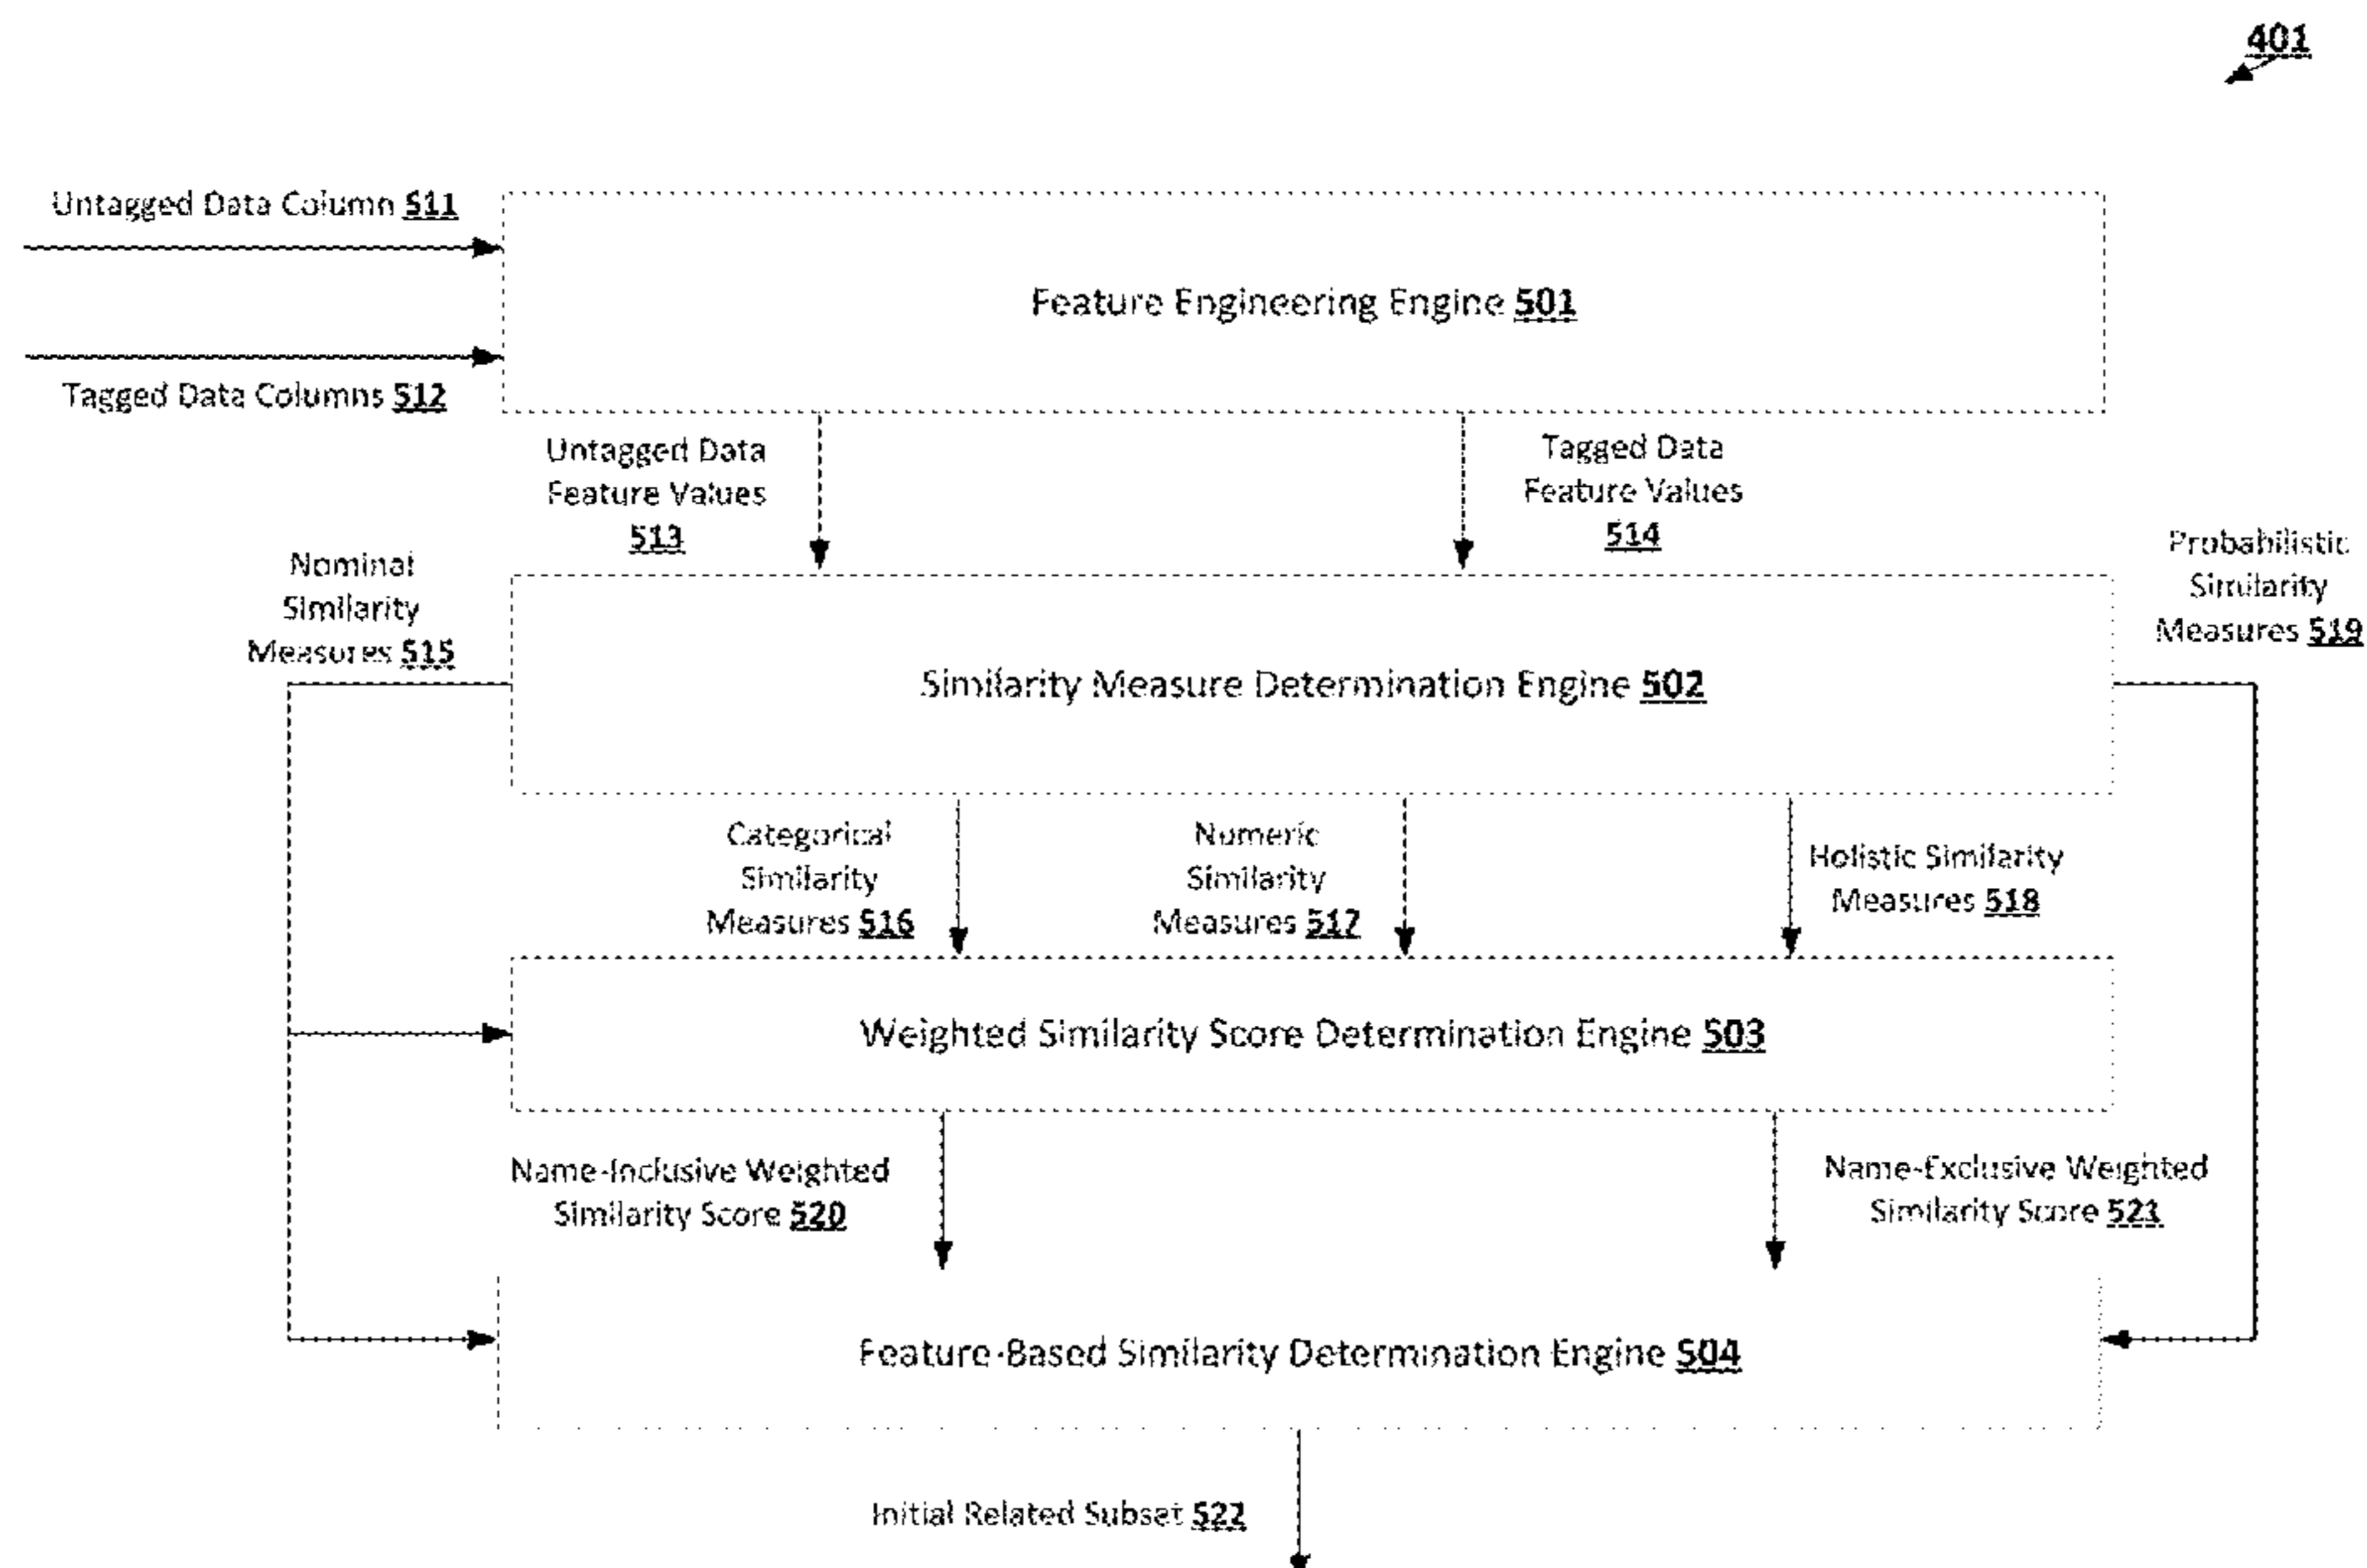 401
Untagged Data Column 511
Feature Engineering Engine 501
Tagged Data Columns 512
Untagged Data
Feature Values
513
Tagged Data
Feature Values
514
Nominal
Similarity
Measures 515
Probabilistic
Similarity
Measures 519
Similarity Measure Determination Engine 502
Categorical
Similarity
Measures 516
Numeric
Similarity
Measures 517
Holistic Similarity
Measures 518
Weighted Similarity Score Determination Engine 503
Name-Inclusive Weighted
Similarity Score 520
Name-Exclusive Weighted
Similarity Score 521
Feature-Based Similarity Determination Engine 504
Initial Related Subset 522